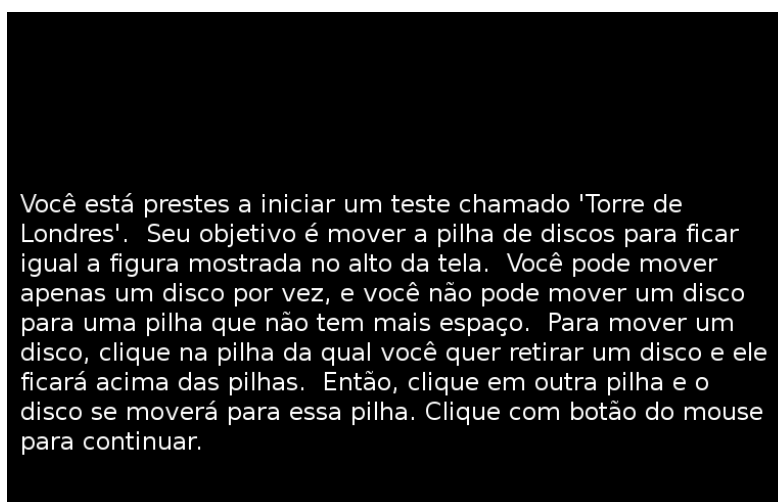 Você está prestes a iniciar um teste chamado 'Torre de
Londres'.  Seu objetivo é mover a pilha de discos para ficar
igual a figura mostrada no alto da tela.  Você pode mover
apenas um disco por vez, e você não pode mover um disco
para uma pilha que não tem mais espaço.  Para mover um
disco, clique na pilha da qual você quer retirar um disco e ele
ficará acima das pilhas.  Então, clique em outra pilha e o
disco se moverá para essa pilha. Clique com botão do mouse
para continuar.